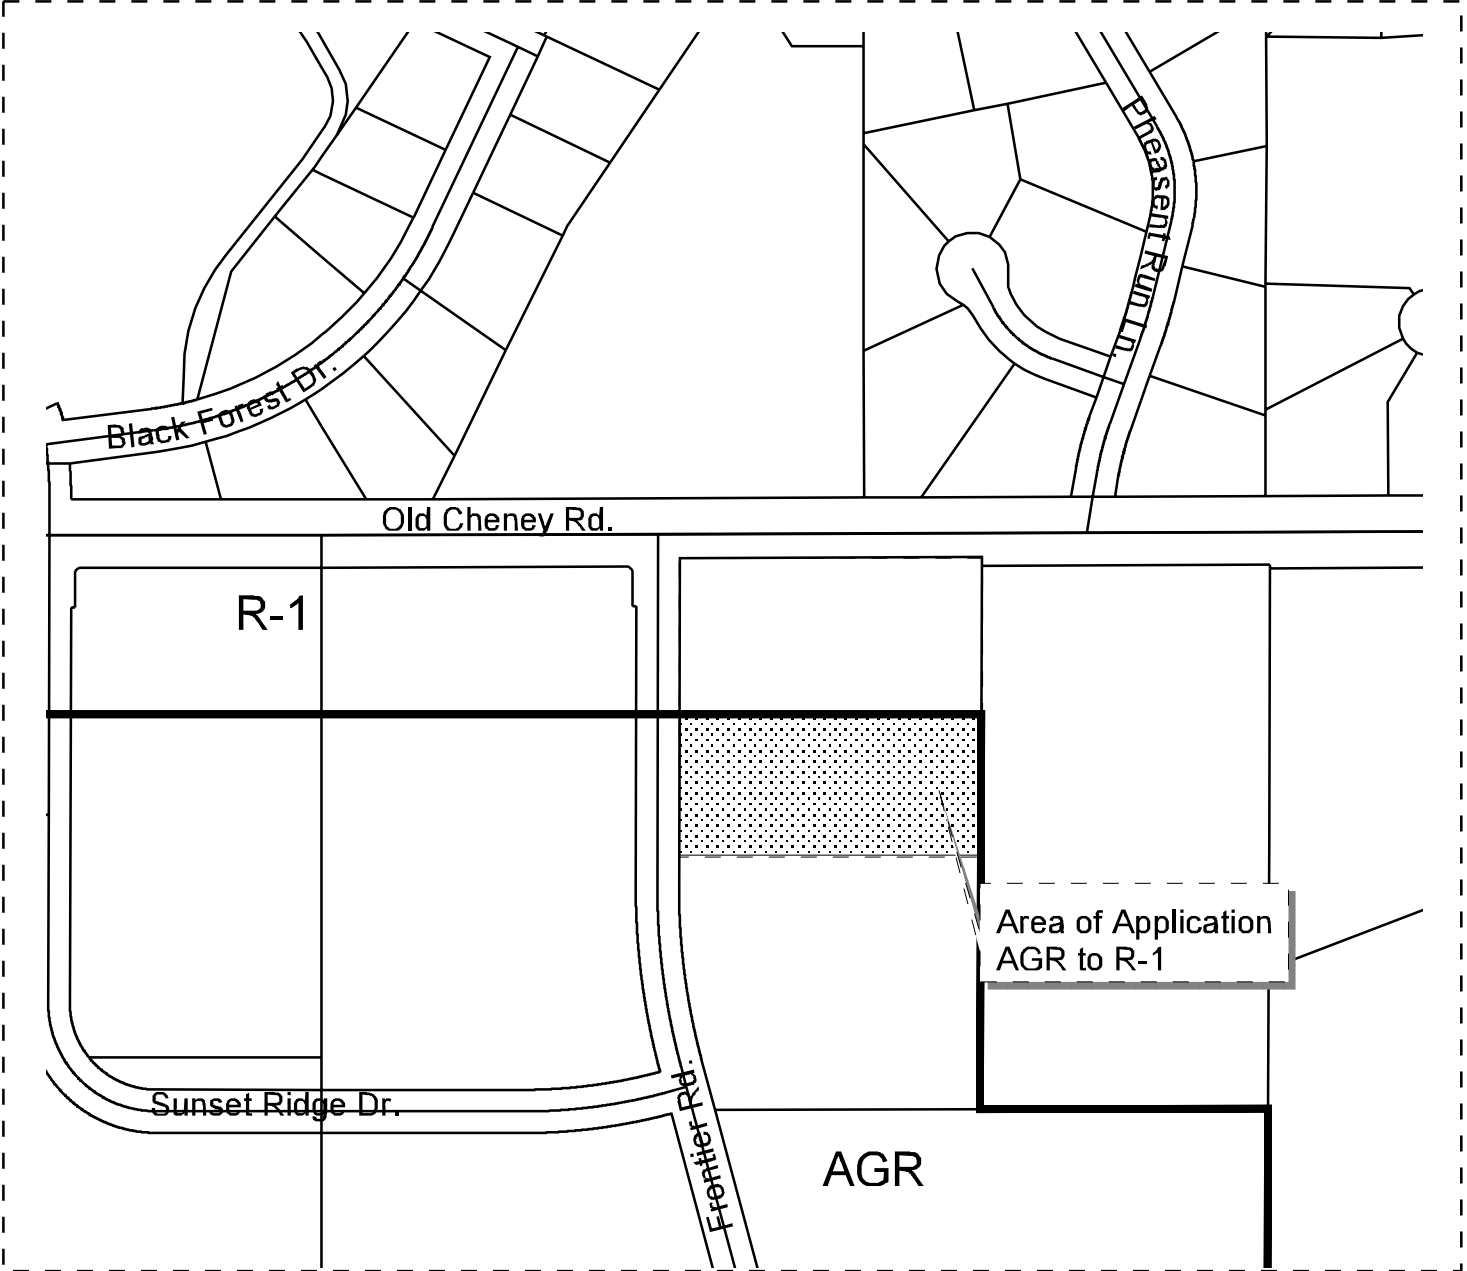 Pheasent Run Ln.
Black Forest Dr.
Old Cheney Rd.
R-1
Area of Application
AGR to R-1
Sunset Ridge Dr.
Frontier Rd.
AGR